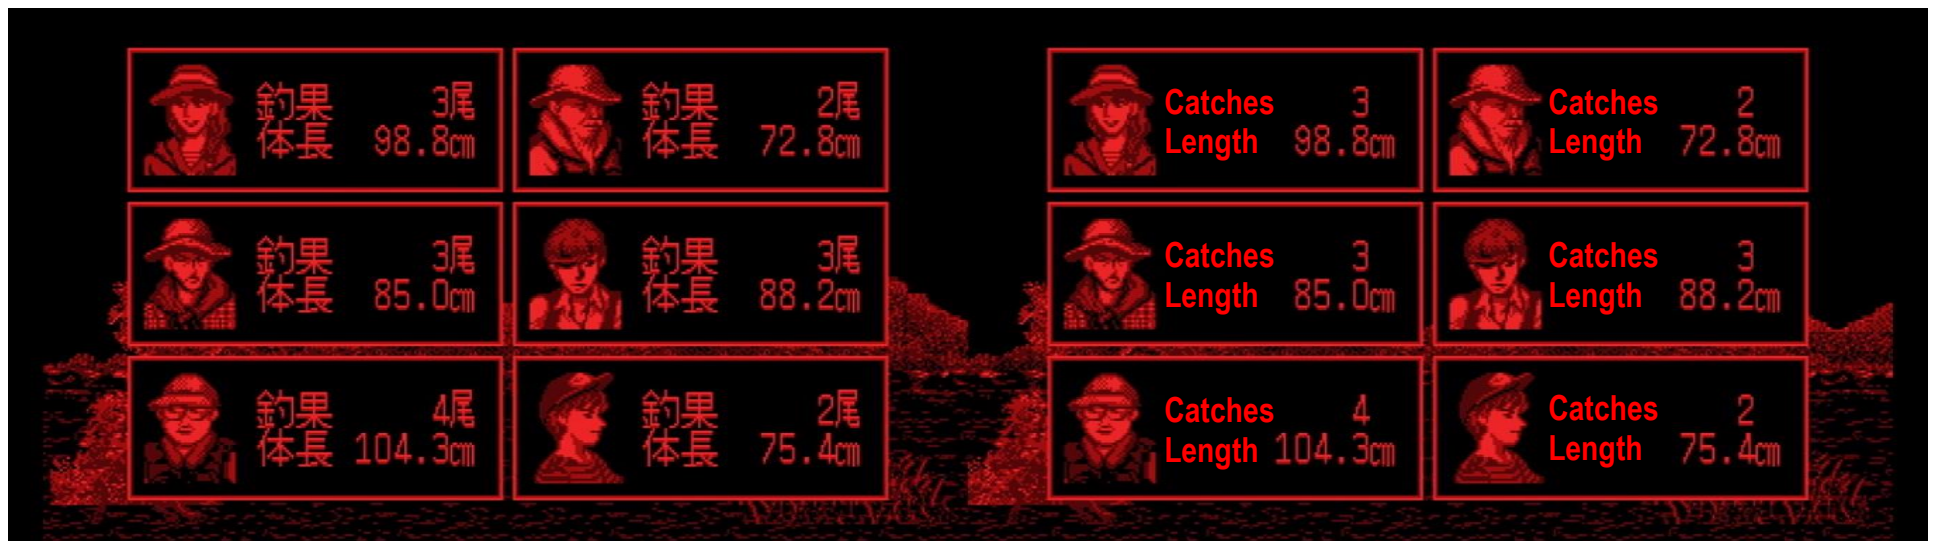 釣果 3尾
体長 98.8cm
釣果 2尾
体長 72.8cm
釣果 3尾
体長 85.0cm
釣果 3尾
体長 88.2cm
釣果 4尾
体長 104.3cm
釣果 2尾
体長 75.4cm
Catches 3
Length 98.8cm
Catches 2
Length 72.8cm
Catches 3
Length 85.0cm
Catches 3
Length 88.2cm
Catches 4
Length 104.3cm
Catches 2
Length 75.4cm